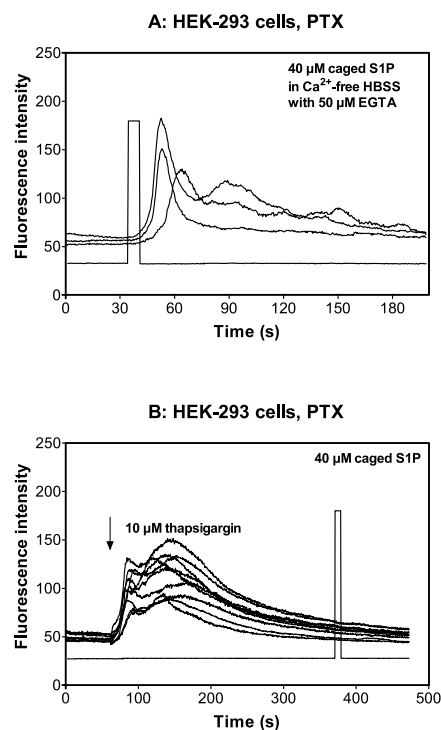 A: HEK-293 cells, PTX
250
200
150
100
50
0
Fluorescence intensity
40 µM caged S1P
in Ca²⁺-free HBSS
with 50 µM EGTA
0 30 60 90 120 150 180
Time (s)
B: HEK-293 cells, PTX
250
200
150
100
50
0
Fluorescence intensity
40 µM caged S1P
10 µM thapsigargin
0 100 200 300 400 500
Time (s)